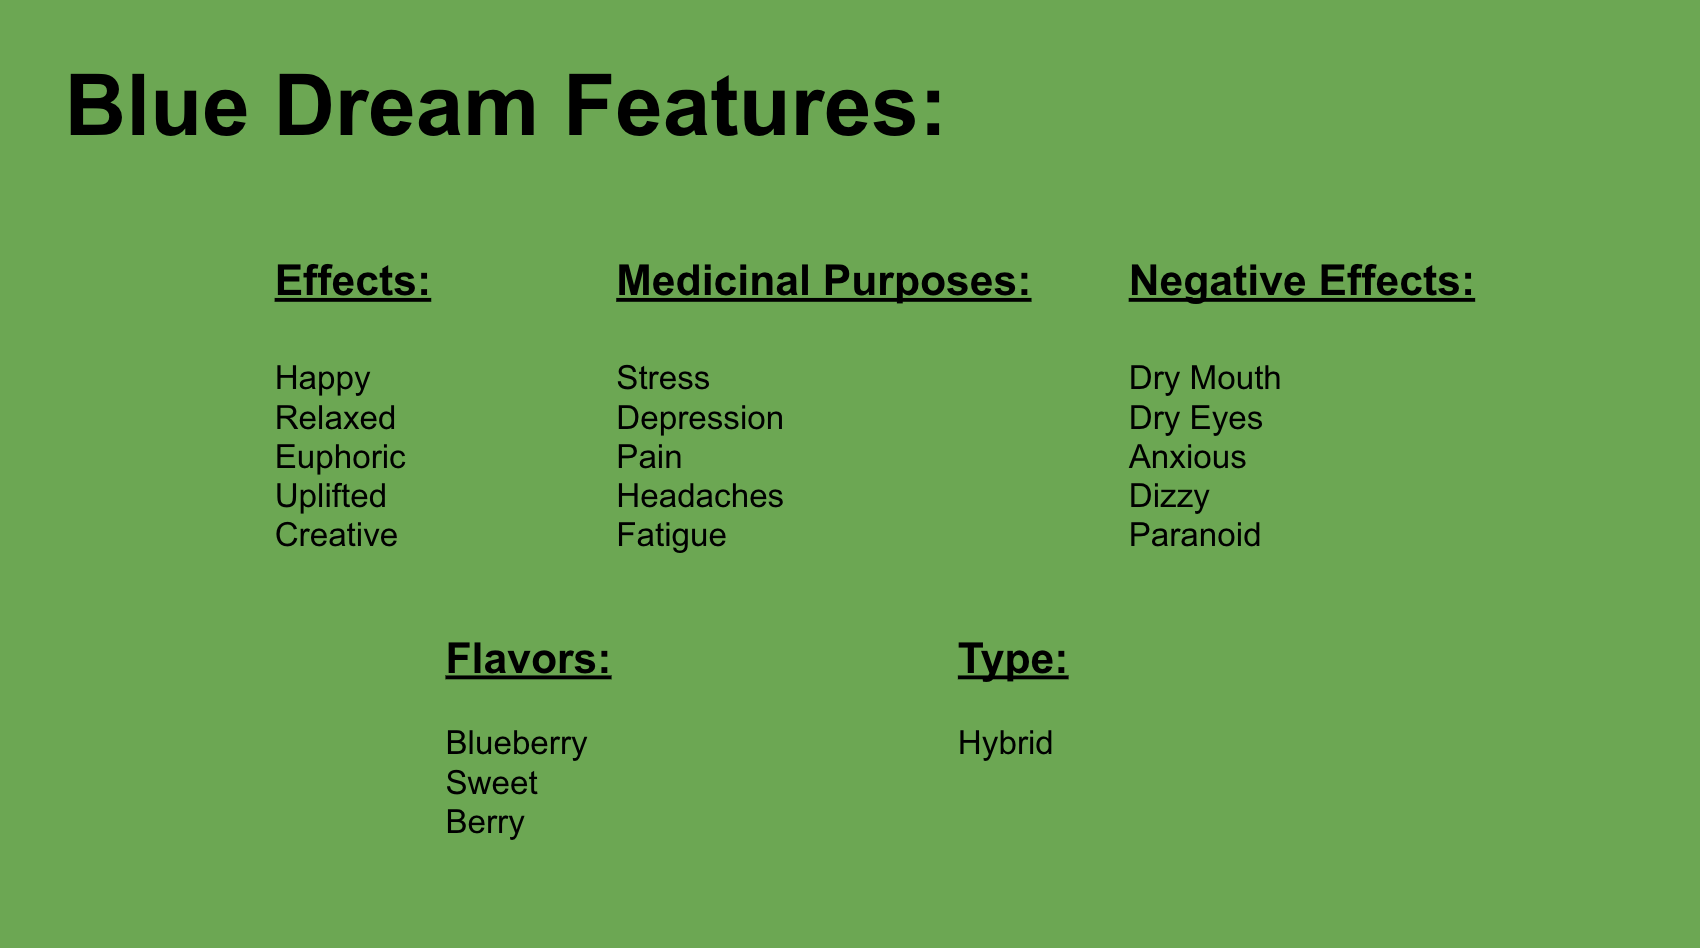 Blue Dream Features:
Effects:
Happy
Relaxed
Euphoric
Uplifted
Creative
Medicinal Purposes:
Stress
Depression
Pain
Headaches
Fatigue
Negative Effects:
Dry Mouth
Dry Eyes
Anxious
Dizzy
Paranoid
Flavors:
Blueberry
Sweet
Berry
Type:
Hybrid